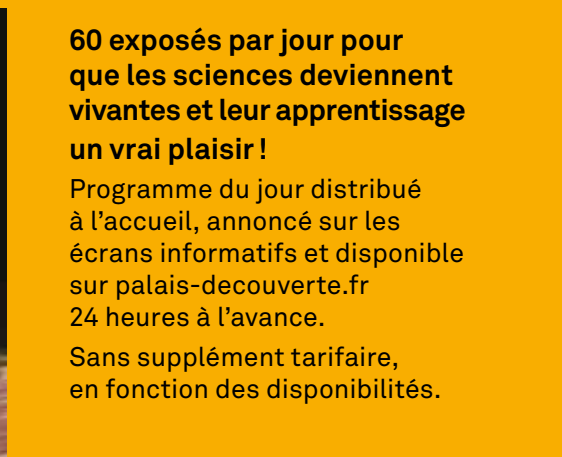 60 exposés par jour pour
que les sciences deviennent
vivantes et leur apprentissage
un vrai plaisir !
Programme du jour distribué
à l’accueil, annoncé sur les
écrans informatifs et disponible
sur palais-decouverte.fr
24 heures à l’avance.
Sans supplément tarifaire,
en fonction des disponibilités.